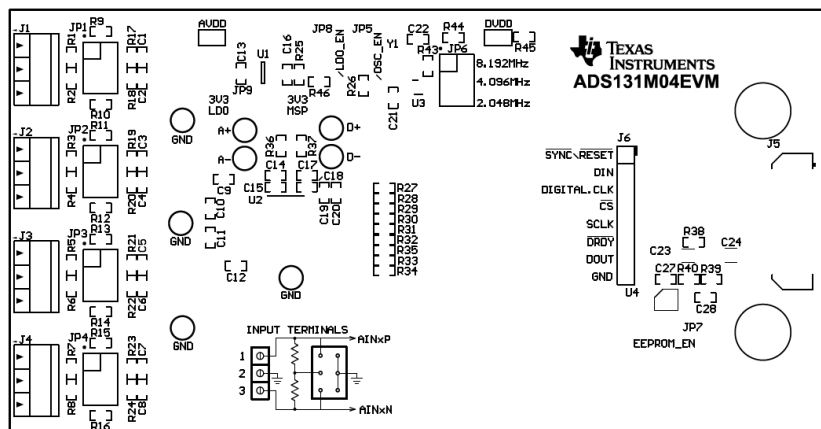 J1
R9
JP1
R1
R17
C1
R2
R18
C2
R10
J2
R11
JP2
R3
R19
C3
R4
R20
C4
R12
J3
R13
JP3
R5
R21
C5
R6
R22
C6
R14
J4
R15
JP4
R7
R23
C7
R8
R24
C8
R16
GND
GND
GND
GND
AVDD
C13
U1
C16
R25
JP8
LDO_EN
JP5
OSC_EN
Y1
C22
R44
DVDD
R45
R43
JP6
8.192MHz
4.096MHz
2.048MHz
JP9
3V3
LDO
3V3
MSP
R46
R26
C21
U3
A+
A-
D+
D-
R36
R37
C14
C17
C18
C9
C15
U2
C19
C20
C10
C11
C12
R27
R28
R29
R30
R31
R32
R35
R33
R34
INPUT TERMINALS
1
2
3
AINxP
AINxN
TEXAS
INSTRUMENTS
ADS131M04EVM
J6
J5
SYNC\RESET
DIN
DIGITAL.CLK
CS
SCLK
DRDY
DOUT
GND
U4
R38
C23
C24
C27
R40
R39
C28
JP7
EEPROM_EN